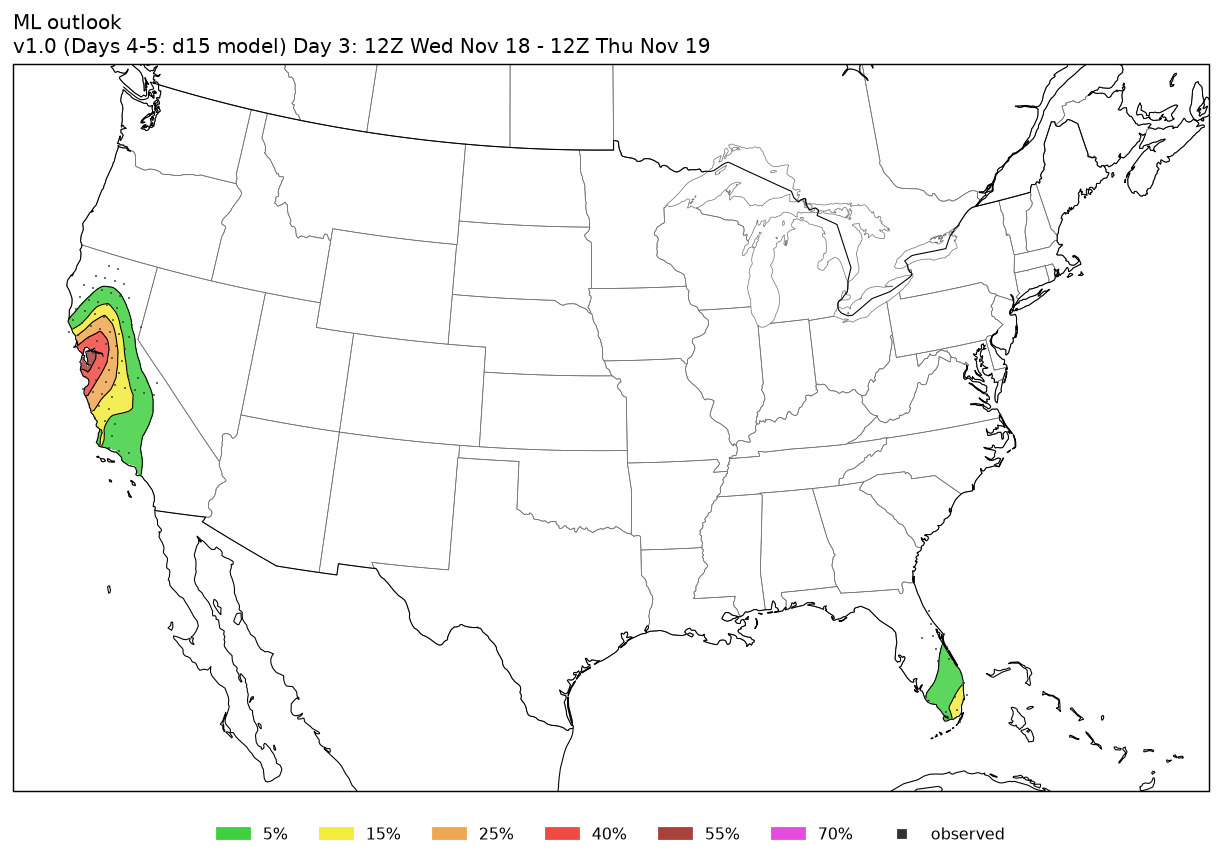 ML outlook
v1.0 (Days 4-5: d15 model) Day 3: 12Z Wed Nov 18 - 12Z Thu Nov 19
5% 15% 25% 40% 55% 70% observed